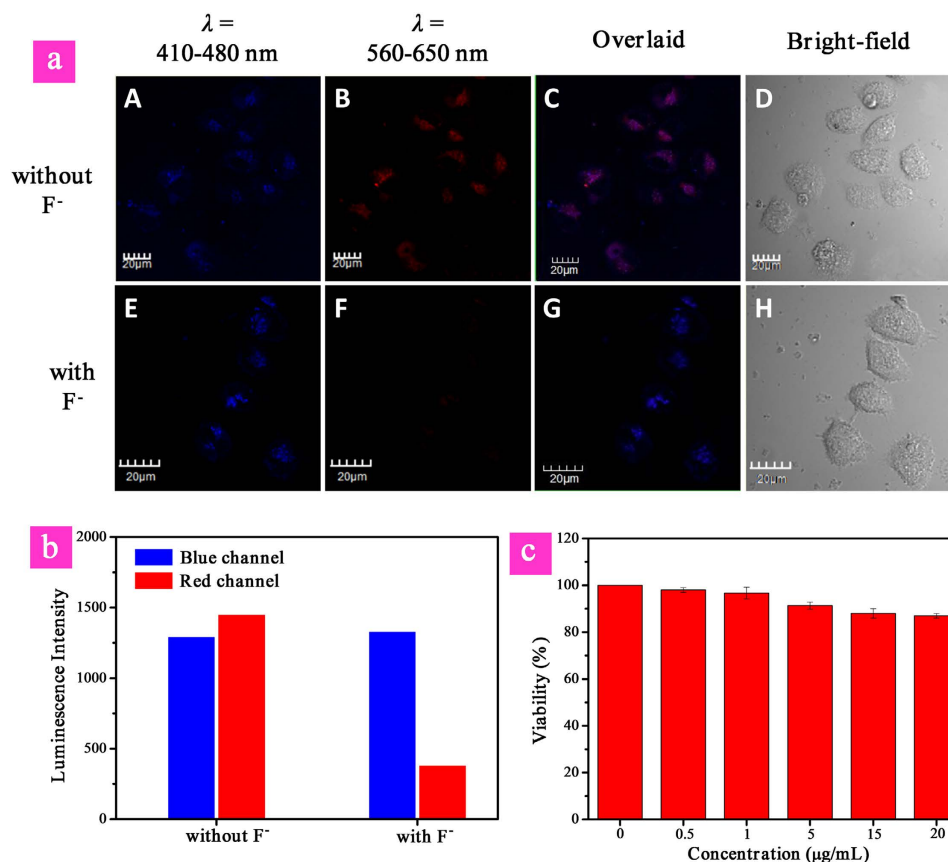 λ = 410-480 nm
λ = 560-650 nm
Overlaid
Bright-field
a
without F⁻
A
20μm
B
20μm
C
20μm
D
20μm
with F⁻
E
20μm
F
20μm
G
20μm
H
20μm
b
Luminescence Intensity
2000
1500
1000
500
0
Blue channel
Red channel
without F⁻
with F⁻
c
Viability (%)
120
100
80
60
40
20
0
0
0.5
1
5
15
20
Concentration (μg/mL)